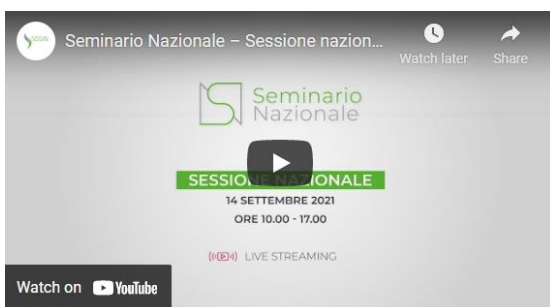 Seminario Nazionale – Sessione nazion...
Watch later
Share
Seminario
Nazionale
SESSIONE NAZIONALE
14 SETTEMBRE 2021
ORE 10.00 - 17.00
LIVE STREAMING
Watch on YouTube